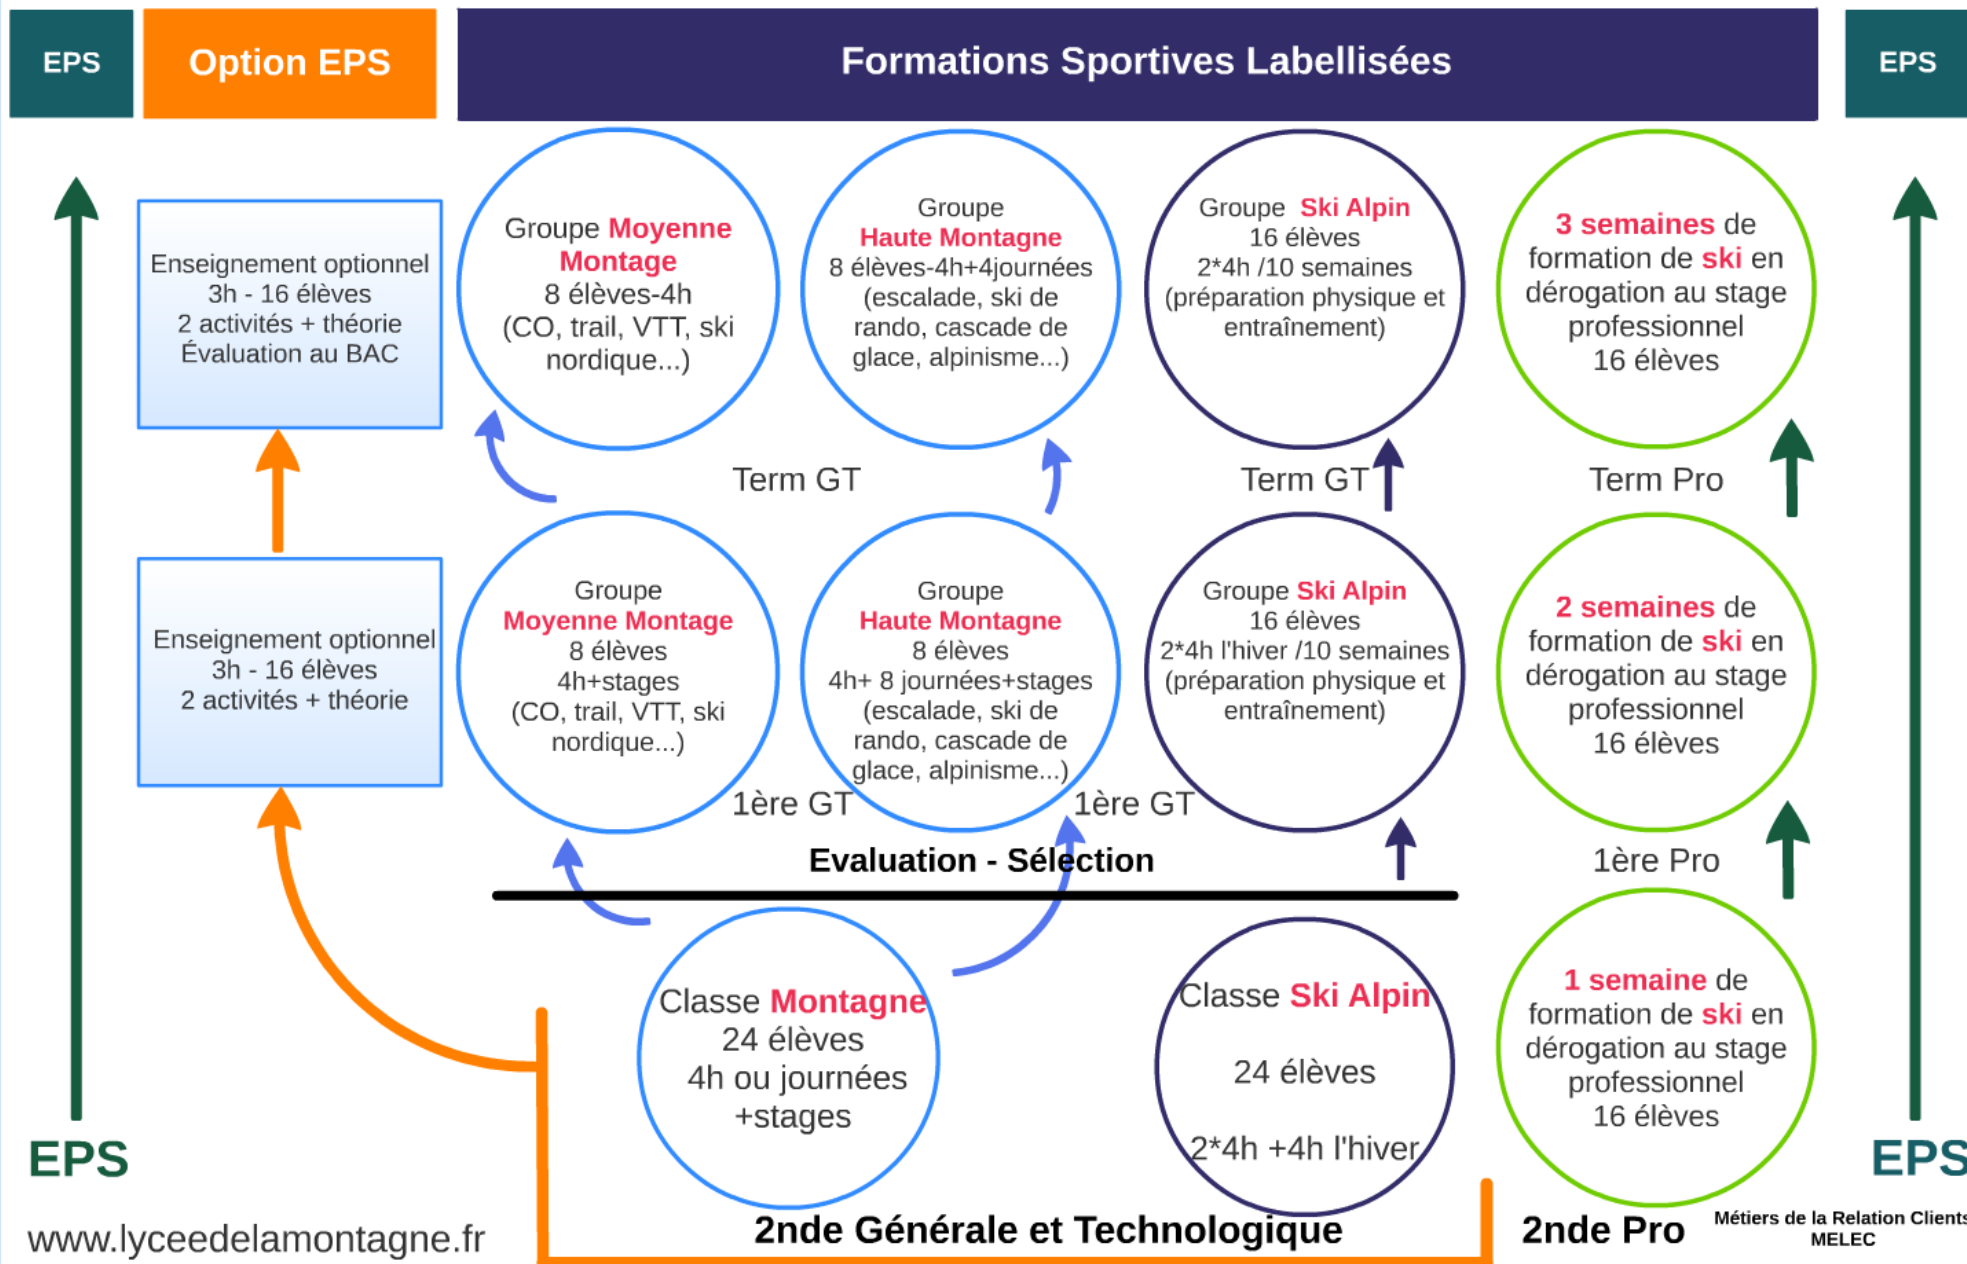 EPS
Option EPS
Formations Sportives Labellisées
EPS
Enseignement optionnel
3h - 16 élèves
2 activités + théorie
Évaluation au BAC
Groupe Moyenne
Montage
8 élèves-4h
(CO, trail, VTT, ski
nordique...)
Groupe
Haute Montagne
8 élèves-4h+4journées
(escalade, ski de
rando, cascade de
glace, alpinisme...)
Groupe Ski Alpin
16 élèves
2*4h /10 semaines
(préparation physique et
entraînement)
3 semaines de
formation de ski en
dérogation au stage
professionnel
16 élèves
Term GT
Term GT
Term Pro
Enseignement optionnel
3h - 16 élèves
2 activités + théorie
Groupe
Moyenne Montage
8 élèves
4h+stages
(CO, trail, VTT, ski
nordique...)
Groupe
Haute Montagne
8 élèves
4h+ 8 journées+stages
(escalade, ski de
rando, cascade de
glace, alpinisme...)
Groupe Ski Alpin
16 élèves
2*4h l'hiver /10 semaines
(préparation physique et
entraînement)
2 semaines de
formation de ski en
dérogation au stage
professionnel
16 élèves
1ère GT
1ère GT
Evaluation - Sélection
1ère Pro
Classe Montagne
24 élèves
4h ou journées
+stages
Classe Ski Alpin
24 élèves
2*4h +4h l'hiver
1 semaine de
formation de ski en
dérogation au stage
professionnel
16 élèves
EPS
EPS
www.lyceedelamontagne.fr
2nde Générale et Technologique
2nde Pro
Métiers de la Relation Clients
MELEC